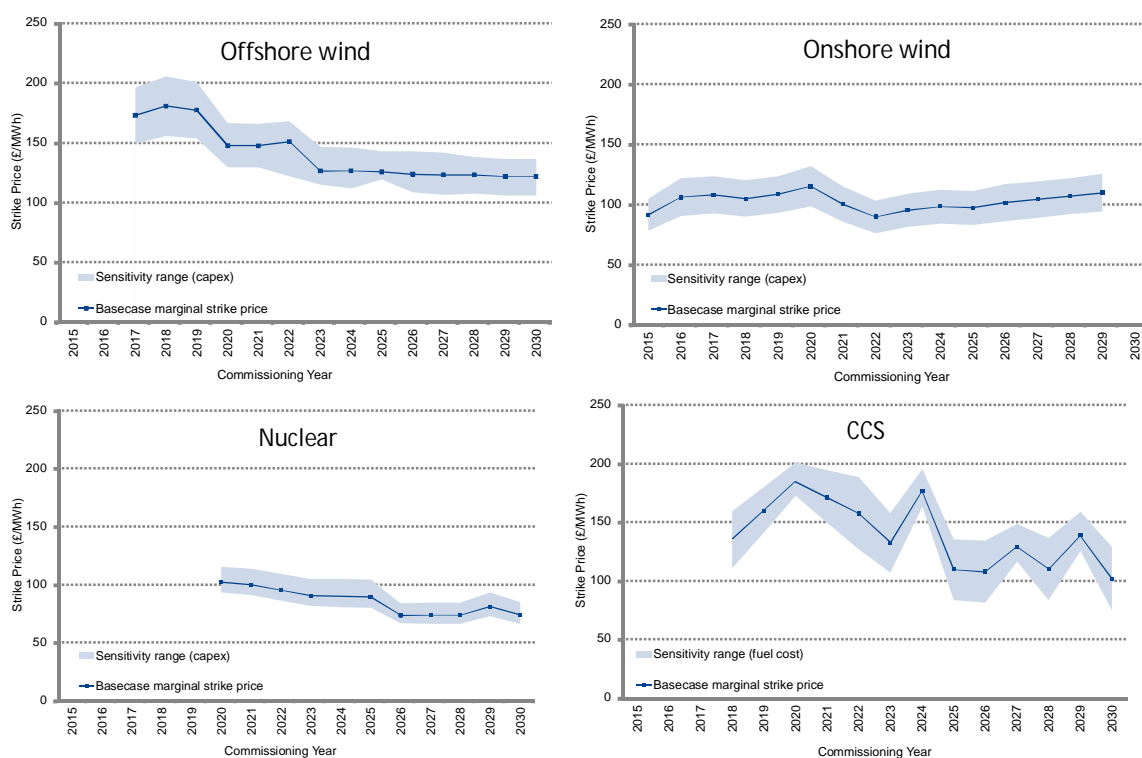 Offshore wind
Strike Price (£/MWh)
250
200
150
100
50
0
Sensitivity range (capex)
Basecase marginal strike price
2015 2016 2017 2018 2019 2020 2021 2022 2023 2024 2025 2026 2027 2028 2029 2030
Commissioning Year
Onshore wind
Strike Price (£/MWh)
250
200
150
100
50
0
Sensitivity range (capex)
Basecase marginal strike price
2015 2016 2017 2018 2019 2020 2021 2022 2023 2024 2025 2026 2027 2028 2029 2030
Commissioning Year
Nuclear
Strike Price (£/MWh)
250
200
150
100
50
0
Sensitivity range (capex)
Basecase marginal strike price
2015 2016 2017 2018 2019 2020 2021 2022 2023 2024 2025 2026 2027 2028 2029 2030
Commissioning Year
CCS
Strike Price (£/MWh)
250
200
150
100
50
0
Sensitivity range (fuel cost)
Basecase marginal strike price
2015 2016 2017 2018 2019 2020 2021 2022 2023 2024 2025 2026 2027 2028 2029 2030
Commissioning Year